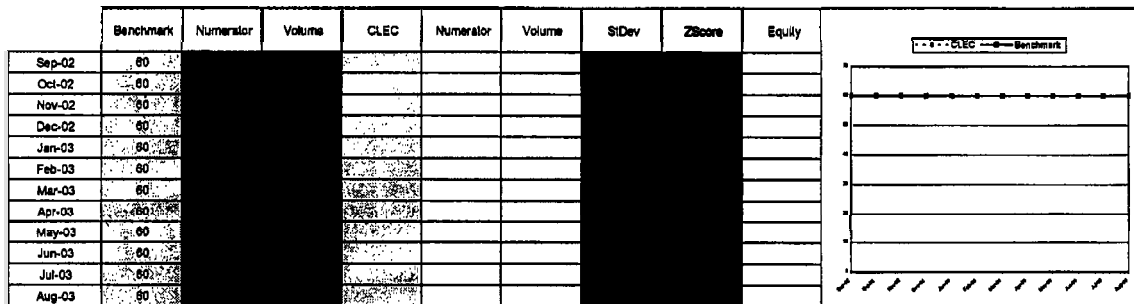 Benchmark Numerator Volume CLEC Numerator Volume StDev ZScore Equity
Sep-02 60
Oct-02 60
Nov-02 60
Dec-02 60
Jan-03 60
Feb-03 60
Mar-03 60
Apr-03 60
May-03 60
Jun-03 60
Jul-03 60
Aug-03 60
CLEC Benchmark